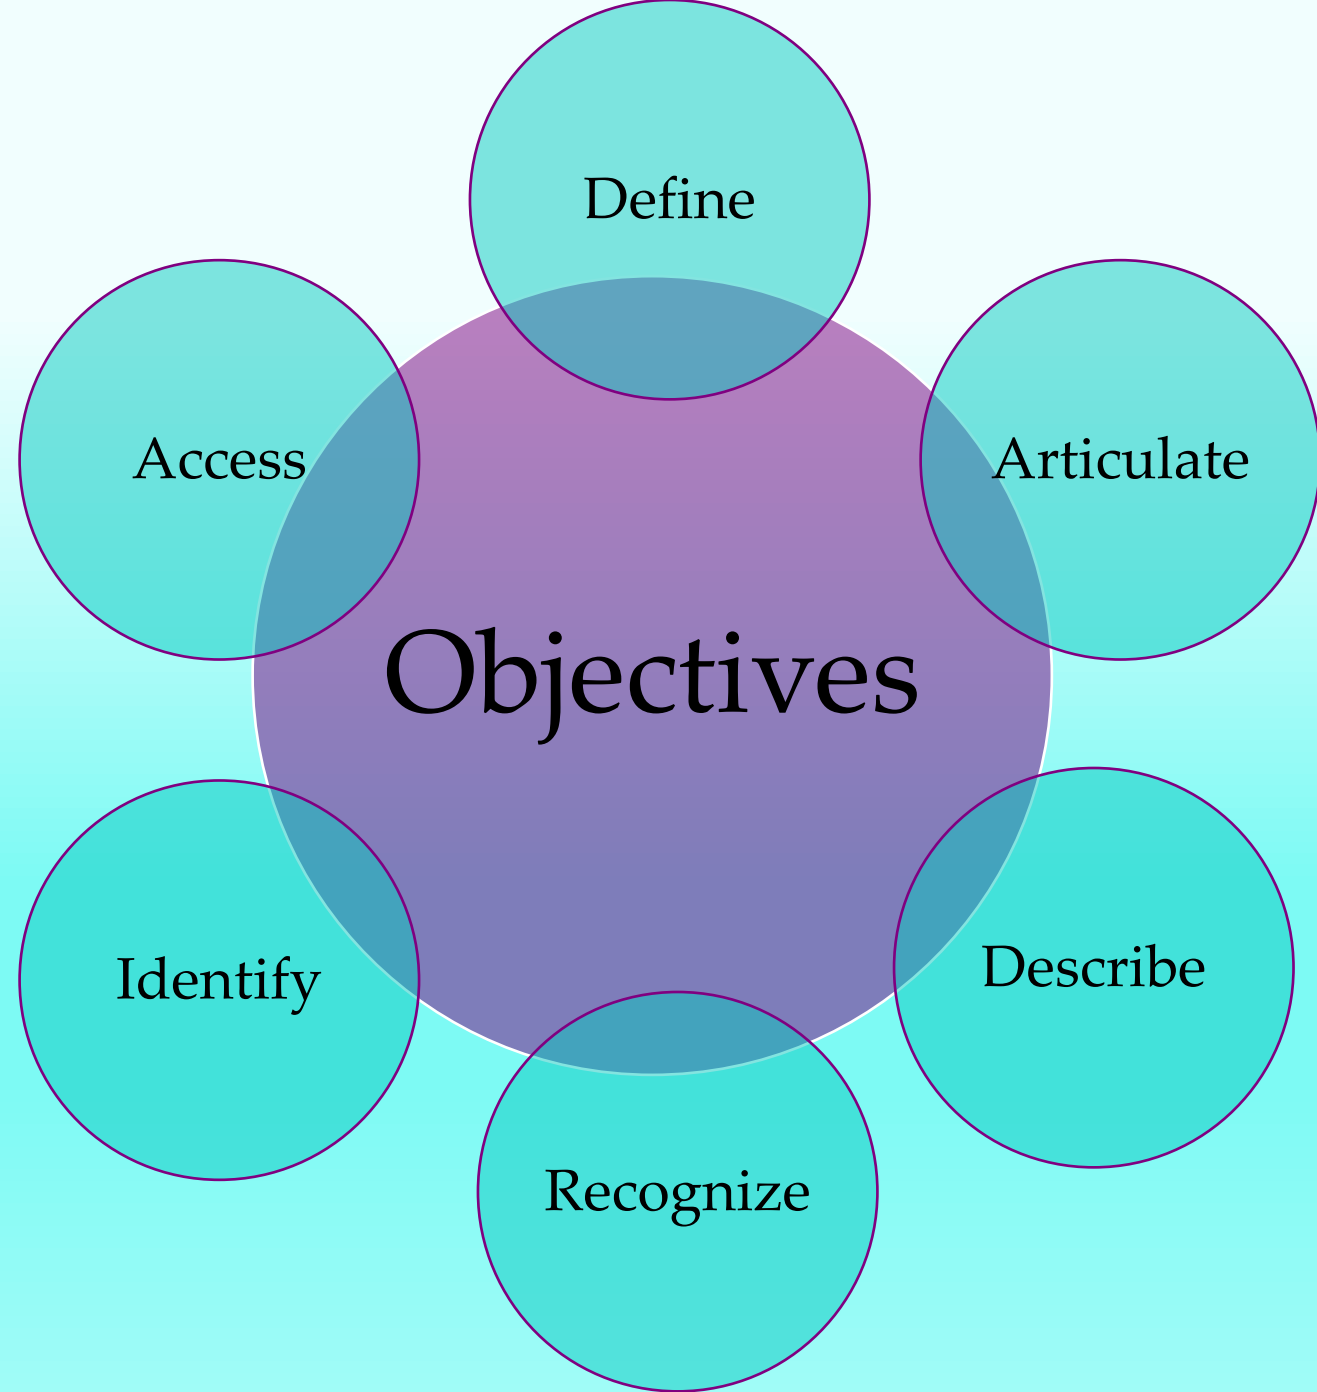 Define
Access
Articulate
Objectives
Identify
Describe
Recognize